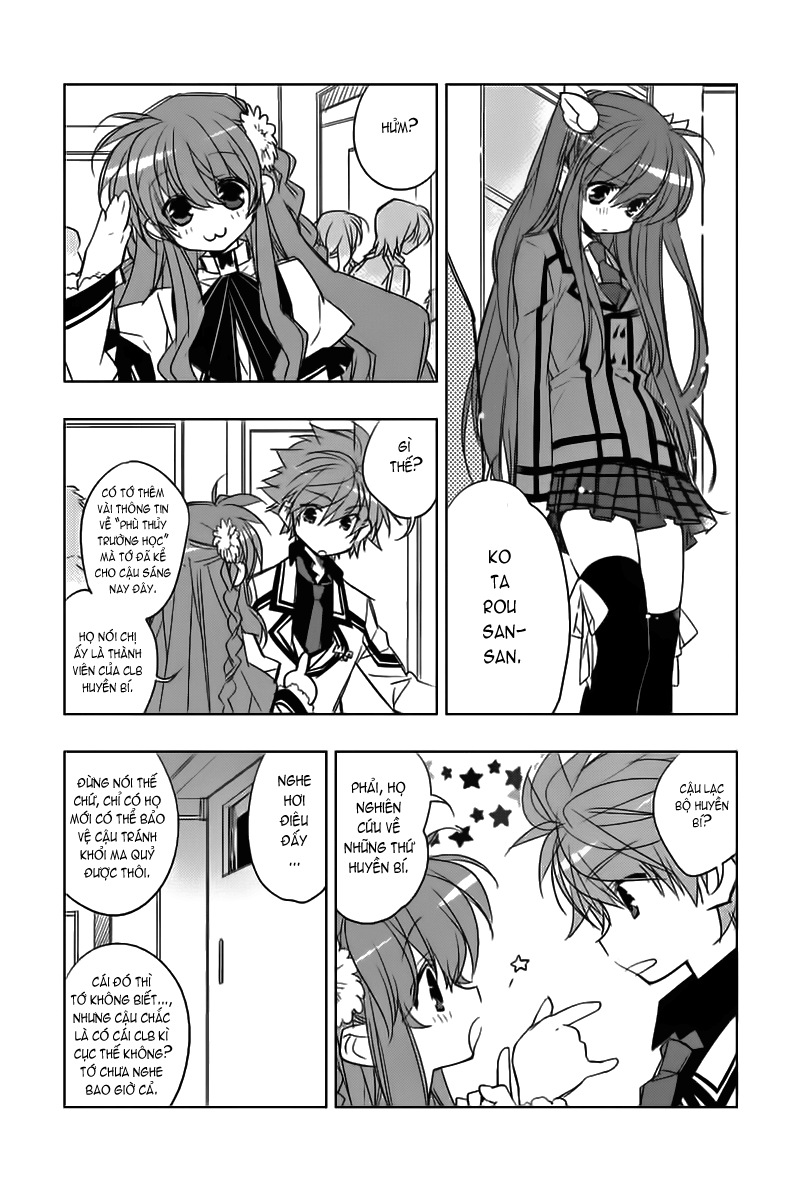 KO
TA
ROU
SAN-
SAN.
HỬM?
GÌ
THẾ?
CÓ TỚ THÊM
VÀI THÔNG TIN
VỀ "PHÙ THỦY
TRƯỜNG HỌC"
MÀ TỚ ĐÃ KỂ
CHO CẬU SÁNG
NAY ĐÂY.
HỌ NÓI CHỊ
ẤY LÀ THÀNH
VIÊN CỦA CLB
HUYỀN BÍ.
CẬU LẠC
BỘ HUYỀN
BÍ?
PHẢI, HỌ
NGHIÊN
CỨU VỀ
NHỮNG THỨ
HUYỀN BÍ.
NGHE
HƠI
ĐIÊU
ĐẤY
...
ĐỪNG NÓI THẾ
CHỨ, CHỈ CÓ HỌ
MỚI CÓ THỂ BẢO
VỆ CẬU TRÁNH
KHỎI MA QUỶ
ĐƯỢC THÔI.
CÁI ĐÓ THÌ
TỚ KHÔNG BIẾT...,
NHƯNG CẬU CHẮC
LÀ CÓ CÁI CLB KÌ
CỤC THẾ KHÔNG?
TỚ CHƯA NGHE
BAO GIỜ CẢ.